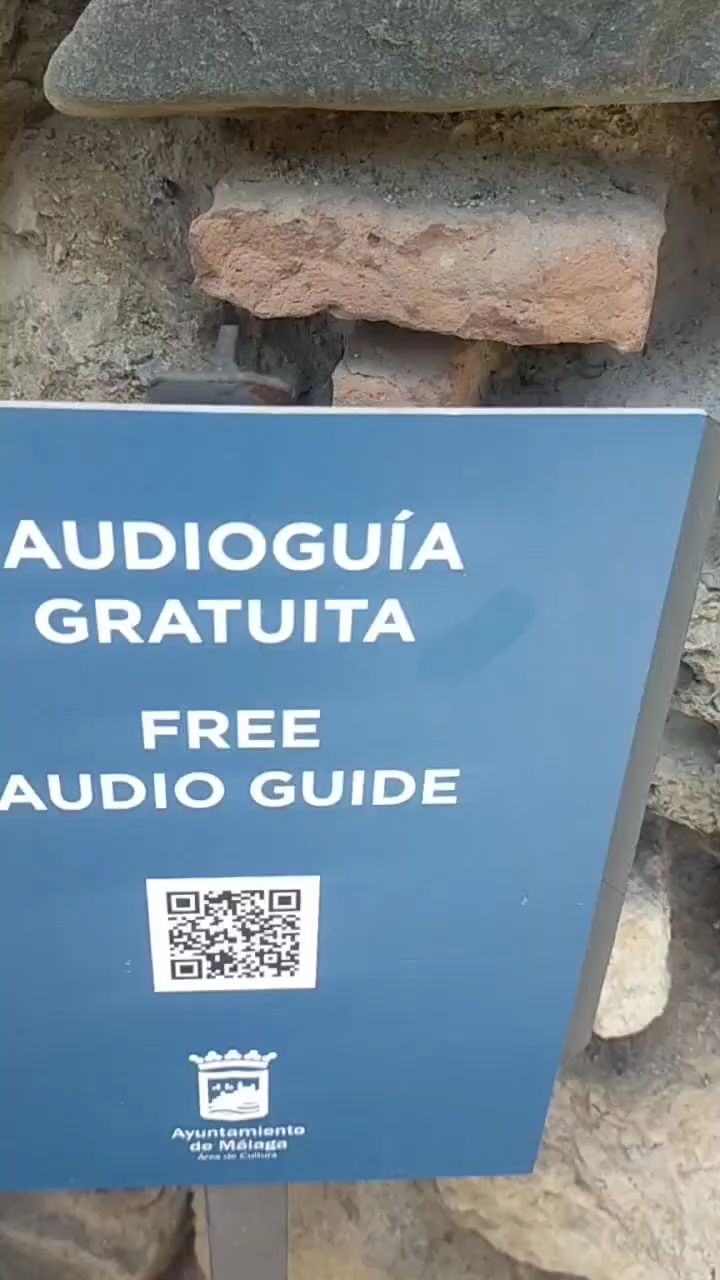 AUDIOGUÍA
GRATUITA
FREE
AUDIO GUIDE
Ayuntamiento
de Málaga
Área de Cultura